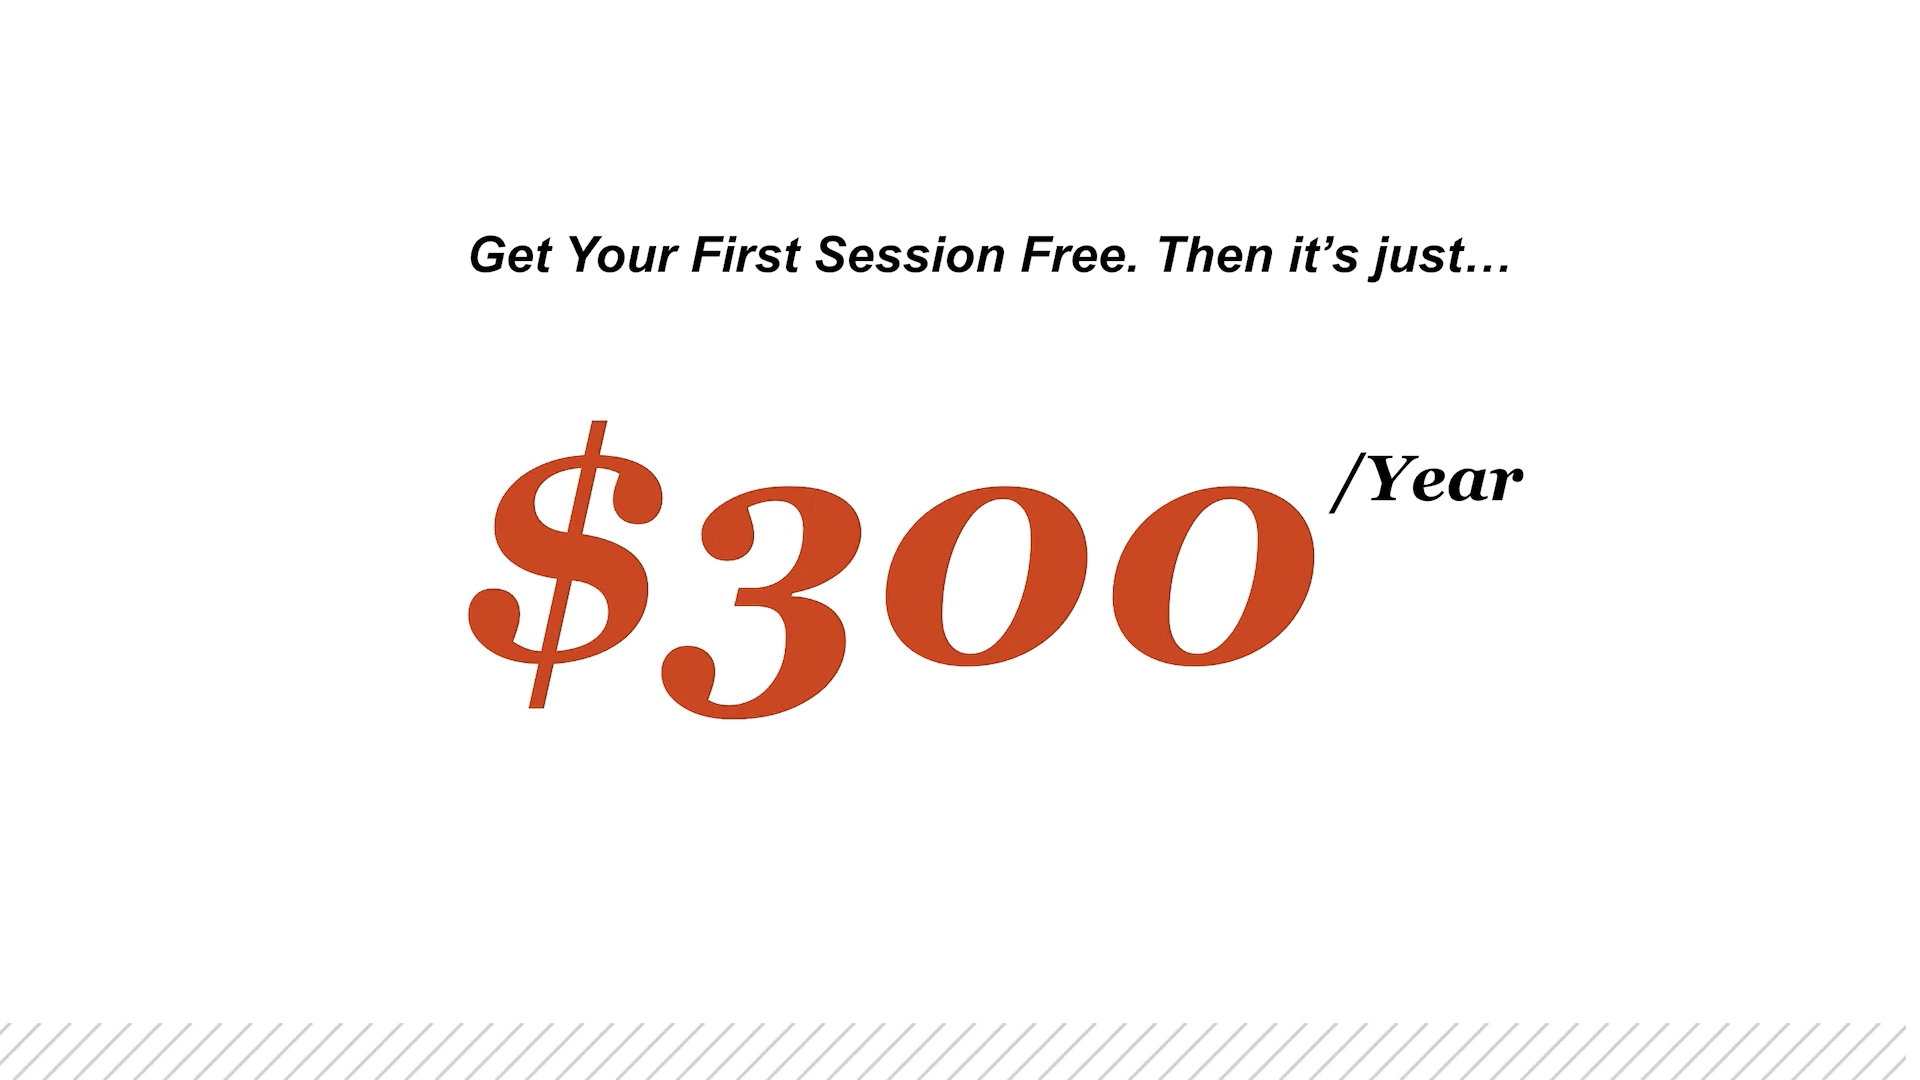 Get Your First Session Free. Then it’s just…
$300/Year